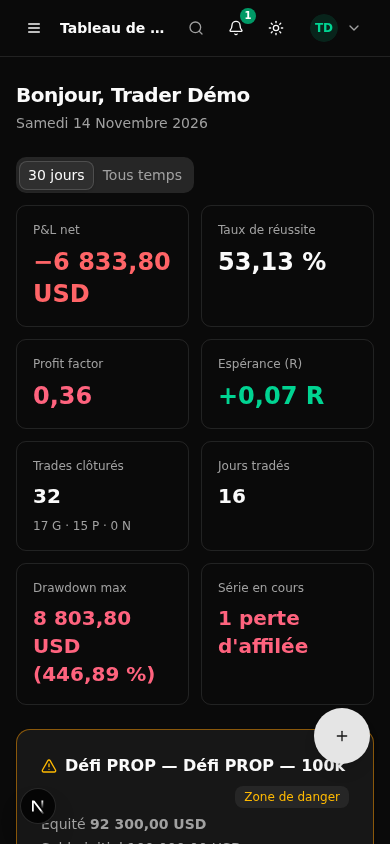 Tableau de ...
1
TD
Bonjour, Trader Démo
Samedi 14 Novembre 2026
30 jours
Tous temps
P&L net
−6 833,80
USD
Taux de réussite
53,13 %
Profit factor
0,36
Espérance (R)
+0,07 R
Trades clôturés
32
17 G · 15 P · 0 N
Jours tradés
16
Drawdown max
8 803,80
USD
(446,89 %)
Série en cours
1 perte
d'affilée
Défi PROP — Défi PROP — 100k
Zone de danger
N
Équité 92 300,00 USD